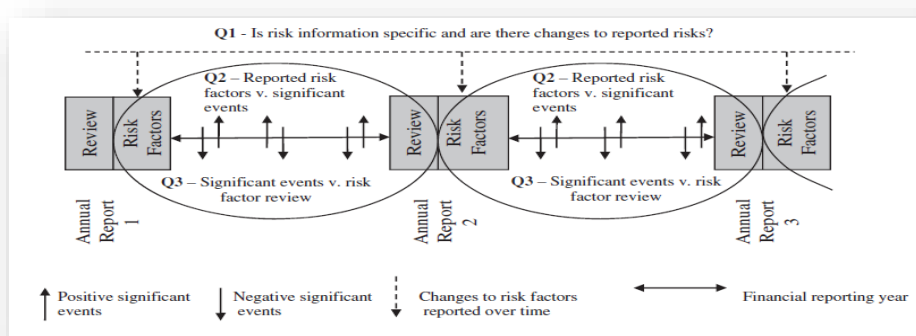 Q1 - Is risk information specific and are there changes to reported risks?
Q2 – Reported risk
factors v. significant
events
Q2 – Reported risk
factors v. significant
events
Review
Risk
Factors
Review
Risk
Factors
Review
Risk
Factors
Q3 – Significant events v. risk
factor review
Q3 – Significant events v. risk
factor review
Annual
Report
1
Annual
Report
2
Annual
Report
3
Positive significant
events
Negative significant
events
Changes to risk factors
reported over time
Financial reporting year